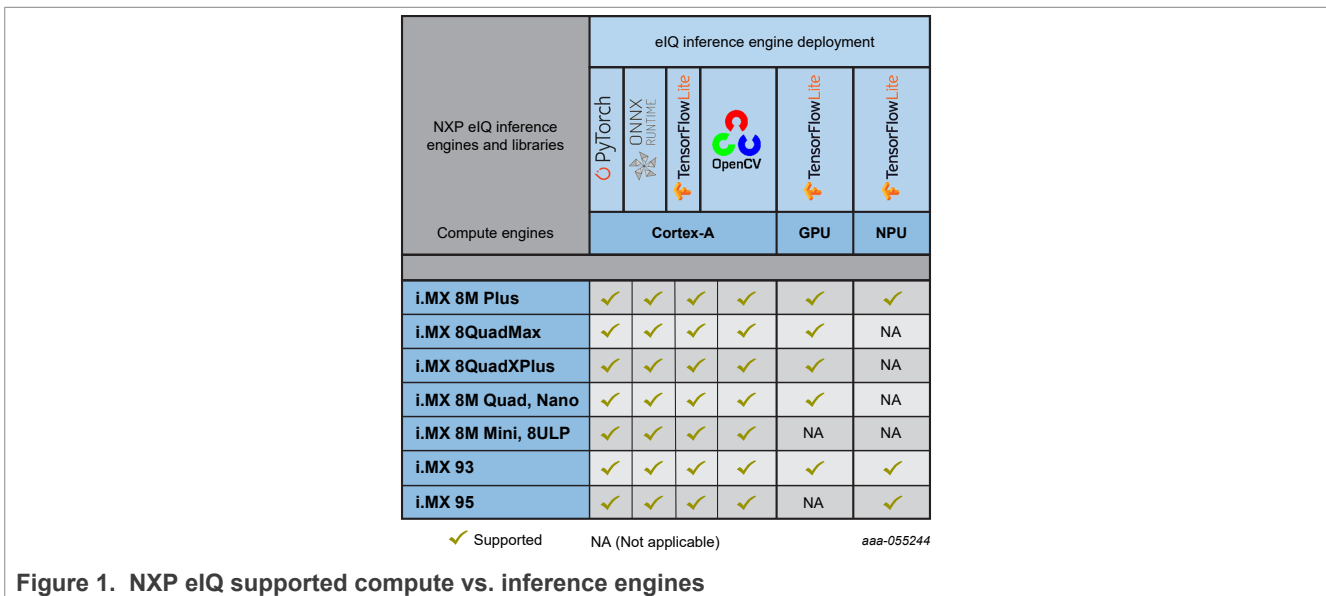 NXP eIQ inference
engines and libraries
eIQ inference engine deployment
PyTorch
ONNX
RUNTIME
TensorFlowLite
OpenCV
TensorFlowLite
TensorFlowLite
Compute engines
Cortex-A GPU NPU
i.MX 8M Plus ✓ ✓ ✓ ✓ ✓ ✓
i.MX 8QuadMax ✓ ✓ ✓ ✓ ✓ NA
i.MX 8QuadXPlus ✓ ✓ ✓ ✓ ✓ NA
i.MX 8M Quad, Nano ✓ ✓ ✓ ✓ ✓ NA
i.MX 8M Mini, 8ULP ✓ ✓ ✓ ✓ NA NA
i.MX 93 ✓ ✓ ✓ ✓ ✓ ✓
i.MX 95 ✓ ✓ ✓ ✓ NA ✓
✓ Supported NA (Not applicable) aaa-055244
Figure 1. NXP eIQ supported compute vs. inference engines